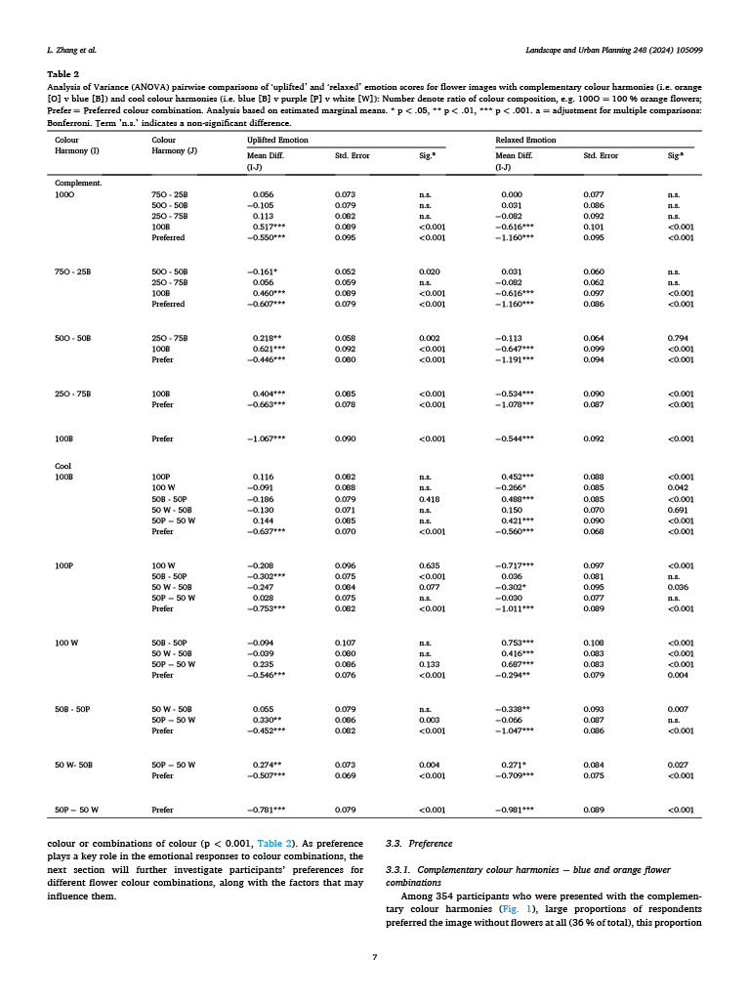 L. Zhang et al.
Landscape and Urban Planning 248 (2024) 105099
Table 2
Analysis of Variance (ANOVA) pairwise comparisons of 'uplifted' and 'relaxed' emotion scores for flower images with complementary colour harmonies (i.e. orange
[O] v blue [B]) and cool colour harmonies (i.e. blue [B] v purple [P] v white [W]): Number denote ratio of colour composition, e.g. 100O = 100 % orange flowers;
Prefer = Preferred colour combination. Analysis based on estimated marginal means. * p < .05, ** p < .01, *** p < .001. a = adjustment for multiple comparisons:
Bonferroni. Term 'n.s.' indicates a non-significant difference.
Colour Harmony (I) Colour Harmony (J) Uplifted Emotion Relaxed Emotion
Mean Diff. (I-J) Std. Error Sig.a Mean Diff. (I-J) Std. Error Sig.a
Complement.
100O 75O - 25B 0.056 0.073 n.s. 0.000 0.077 n.s.
50O - 50B −0.105 0.079 n.s. 0.031 0.086 n.s.
25O - 75B 0.113 0.082 n.s. −0.082 0.092 n.s.
100B 0.517*** 0.089 <0.001 −0.616*** 0.101 <0.001
Preferred −0.550*** 0.095 <0.001 −1.160*** 0.095 <0.001
75O - 25B 50O - 50B −0.161* 0.052 0.020 0.031 0.060 n.s.
25O - 75B 0.056 0.059 n.s. −0.082 0.062 n.s.
100B 0.460*** 0.089 <0.001 −0.616*** 0.097 <0.001
Preferred −0.607*** 0.079 <0.001 −1.160*** 0.086 <0.001
50O - 50B 25O - 75B 0.218** 0.058 0.002 −0.113 0.064 0.794
100B 0.621*** 0.092 <0.001 −0.647*** 0.099 <0.001
Prefer −0.446*** 0.080 <0.001 −1.191*** 0.094 <0.001
25O - 75B 100B 0.404*** 0.085 <0.001 −0.534*** 0.090 <0.001
Prefer −0.663*** 0.078 <0.001 −1.078*** 0.087 <0.001
100B Prefer −1.067*** 0.090 <0.001 −0.544*** 0.092 <0.001
Cool
100B 100P 0.116 0.082 n.s. 0.452*** 0.088 <0.001
100 W −0.091 0.088 n.s. −0.266* 0.085 0.042
50B - 50P −0.186 0.079 0.418 0.488*** 0.085 <0.001
50 W - 50B −0.130 0.071 n.s. 0.150 0.070 0.691
50P − 50 W 0.144 0.085 n.s. 0.421*** 0.090 <0.001
Prefer −0.637*** 0.070 <0.001 −0.560*** 0.068 <0.001
100P 100 W −0.208 0.096 0.635 −0.717*** 0.097 <0.001
50B - 50P −0.302*** 0.075 <0.001 0.036 0.081 n.s.
50 W - 50B −0.247 0.084 0.077 −0.302* 0.095 0.036
50P − 50 W 0.028 0.075 n.s. −0.030 0.077 n.s.
Prefer −0.753*** 0.082 <0.001 −1.011*** 0.089 <0.001
100 W 50B - 50P −0.094 0.107 n.s. 0.753*** 0.108 <0.001
50 W - 50B −0.039 0.080 n.s. 0.416*** 0.083 <0.001
50P − 50 W 0.235 0.086 0.133 0.687*** 0.083 <0.001
Prefer −0.546*** 0.076 <0.001 −0.294** 0.079 0.004
50B - 50P 50 W - 50B 0.055 0.079 n.s. −0.338** 0.093 0.007
50P − 50 W 0.330** 0.086 0.003 −0.066 0.087 n.s.
Prefer −0.452*** 0.082 <0.001 −1.047*** 0.086 <0.001
50 W- 50B 50P − 50 W 0.274** 0.073 0.004 0.271* 0.084 0.027
Prefer −0.507*** 0.069 <0.001 −0.709*** 0.075 <0.001
50P − 50 W Prefer −0.781*** 0.079 <0.001 −0.981*** 0.089 <0.001
colour or combinations of colour (p < 0.001, Table 2). As preference
plays a key role in the emotional responses to colour combinations, the
next section will further investigate participants' preferences for
different flower colour combinations, along with the factors that may
influence them.
3.3. Preference
3.3.1. Complementary colour harmonies − blue and orange flower
combinations
Among 354 participants who were presented with the complemen-
tary colour harmonies (Fig. 1), large proportions of respondents
preferred the image without flowers at all (36 % of total), this proportion
7